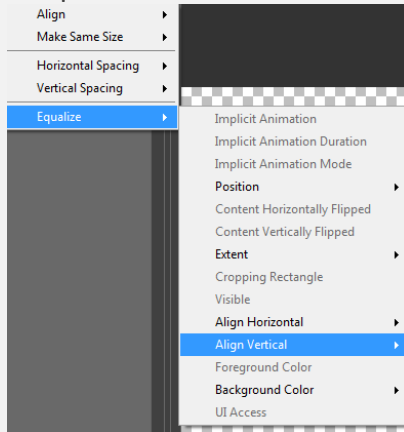 Align
Make Same Size
Horizontal Spacing
Vertical Spacing
Equalize
Implicit Animation
Implicit Animation Duration
Implicit Animation Mode
Position
Content Horizontally Flipped
Content Vertically Flipped
Extent
Cropping Rectangle
Visible
Align Horizontal
Align Vertical
Foreground Color
Background Color
UI Access